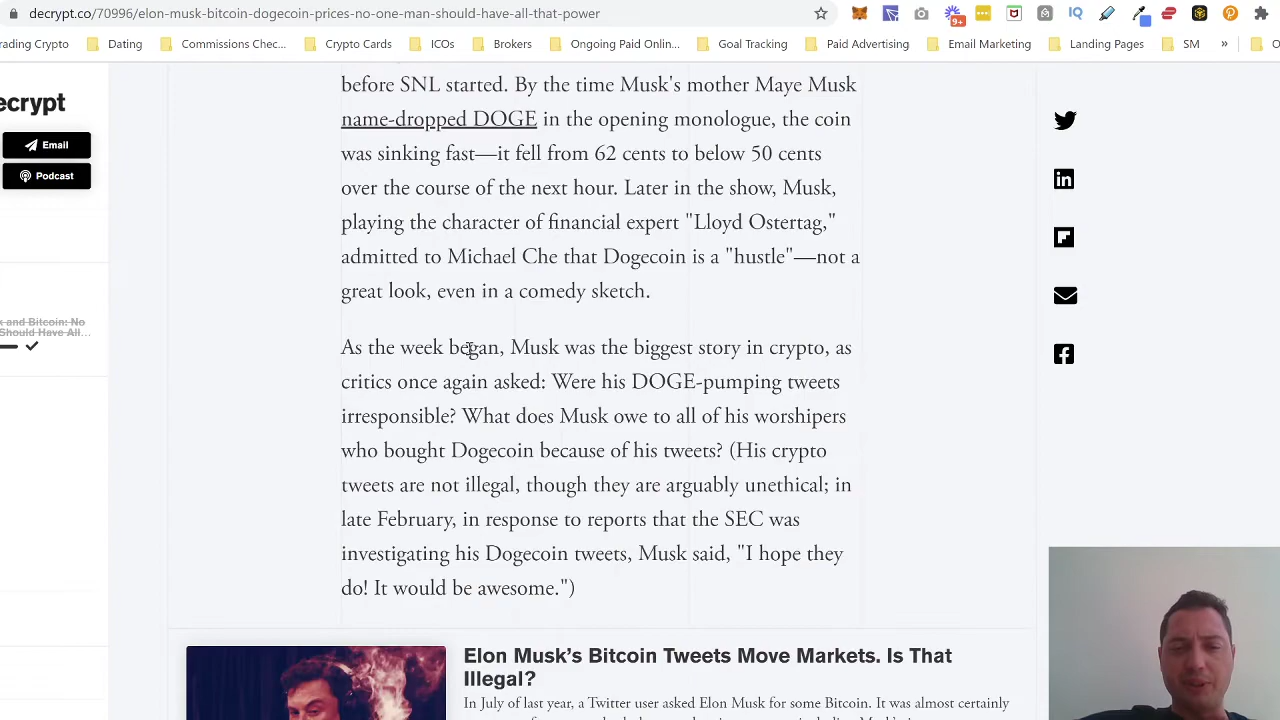 decrypt.co/70996/elon-musk-bitcoin-dogecoin-prices-no-one-man-should-have-all-that-power
9+
IQ
rading Crypto
Dating
Commissions Chec...
Crypto Cards
ICOs
Brokers
Ongoing Paid Onlin...
Goal Tracking
Paid Advertising
Email Marketing
Landing Pages
SM
»
ecrypt
Email
Podcast
k and Bitcoin: No
Should Have All...
before SNL started. By the time Musk's mother Maye Musk
name-dropped DOGE in the opening monologue, the coin
was sinking fast—it fell from 62 cents to below 50 cents
over the course of the next hour. Later in the show, Musk,
playing the character of financial expert "Lloyd Ostertag,"
admitted to Michael Che that Dogecoin is a "hustle"—not a
great look, even in a comedy sketch.
As the week began, Musk was the biggest story in crypto, as
critics once again asked: Were his DOGE-pumping tweets
irresponsible? What does Musk owe to all of his worshipers
who bought Dogecoin because of his tweets? (His crypto
tweets are not illegal, though they are arguably unethical; in
late February, in response to reports that the SEC was
investigating his Dogecoin tweets, Musk said, "I hope they
do! It would be awesome.")
Elon Musk’s Bitcoin Tweets Move Markets. Is That
Illegal?
In July of last year, a Twitter user asked Elon Musk for some Bitcoin. It was almost certainly